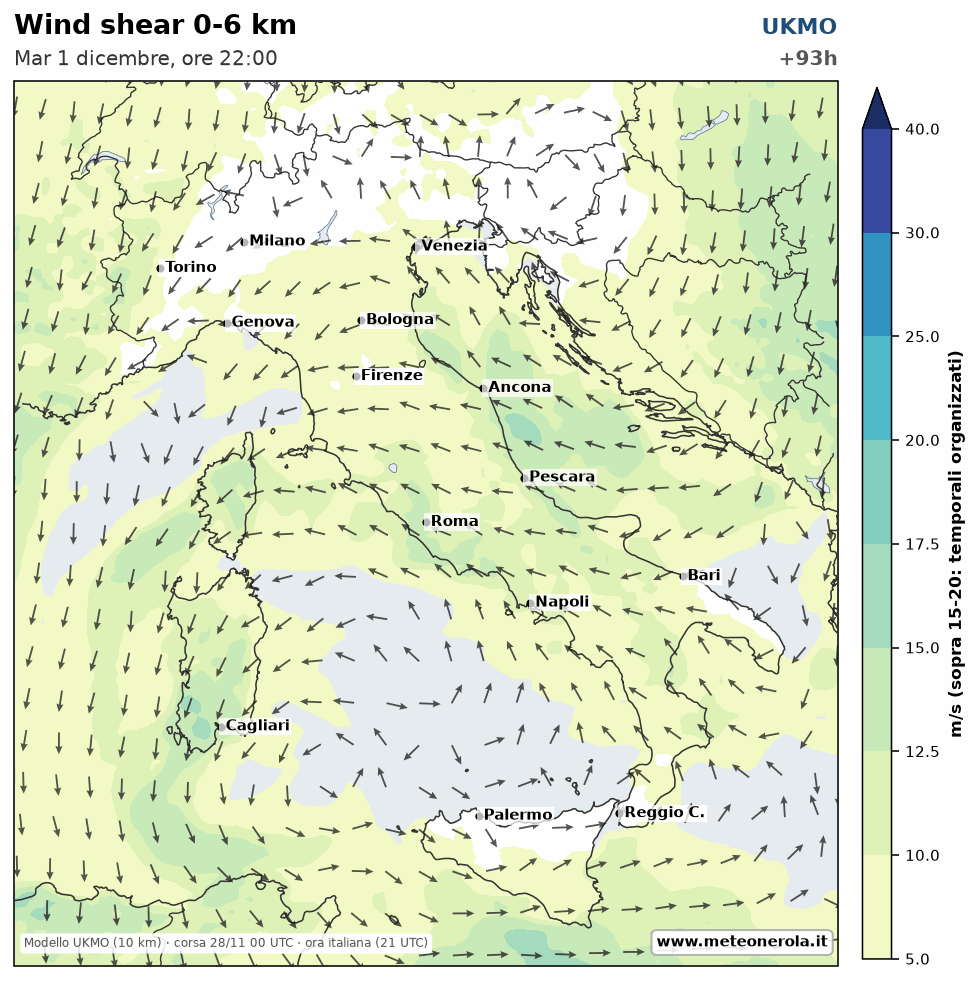 Wind shear 0-6 km
UKMO
Mar 1 dicembre, ore 22:00
+93h
Milano
Venezia
Torino
Genova
Bologna
Firenze
Ancona
Pescara
Roma
Bari
Napoli
Cagliari
Palermo
Reggio C.
Modello UKMO (10 km) · corsa 28/11 00 UTC · ora italiana (21 UTC)
www.meteonerola.it
40.0
30.0
25.0
20.0
17.5
15.0
12.5
10.0
5.0
m/s (sopra 15-20: temporali organizzati)